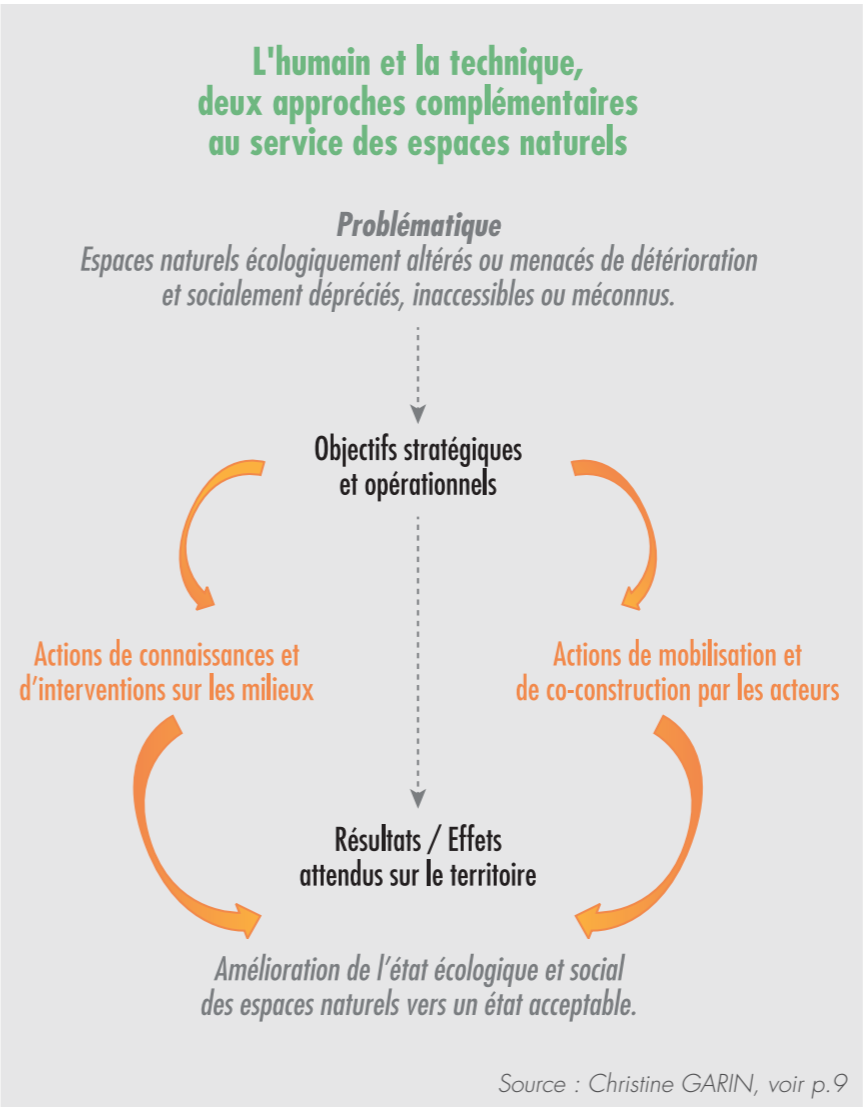 L'humain et la technique,
deux approches complémentaires
au service des espaces naturels
Problématique
Espaces naturels écologiquement altérés ou menacés de détérioration
et socialement dépréciés, inaccessibles ou méconnus.
Objectifs stratégiques
et opérationnels
Actions de connaissances et
d’interventions sur les milieux
Actions de mobilisation et
de co-construction par les acteurs
Résultats / Effets
attendus sur le territoire
Amélioration de l’état écologique et social
des espaces naturels vers un état acceptable.
Source : Christine GARIN, voir p.9